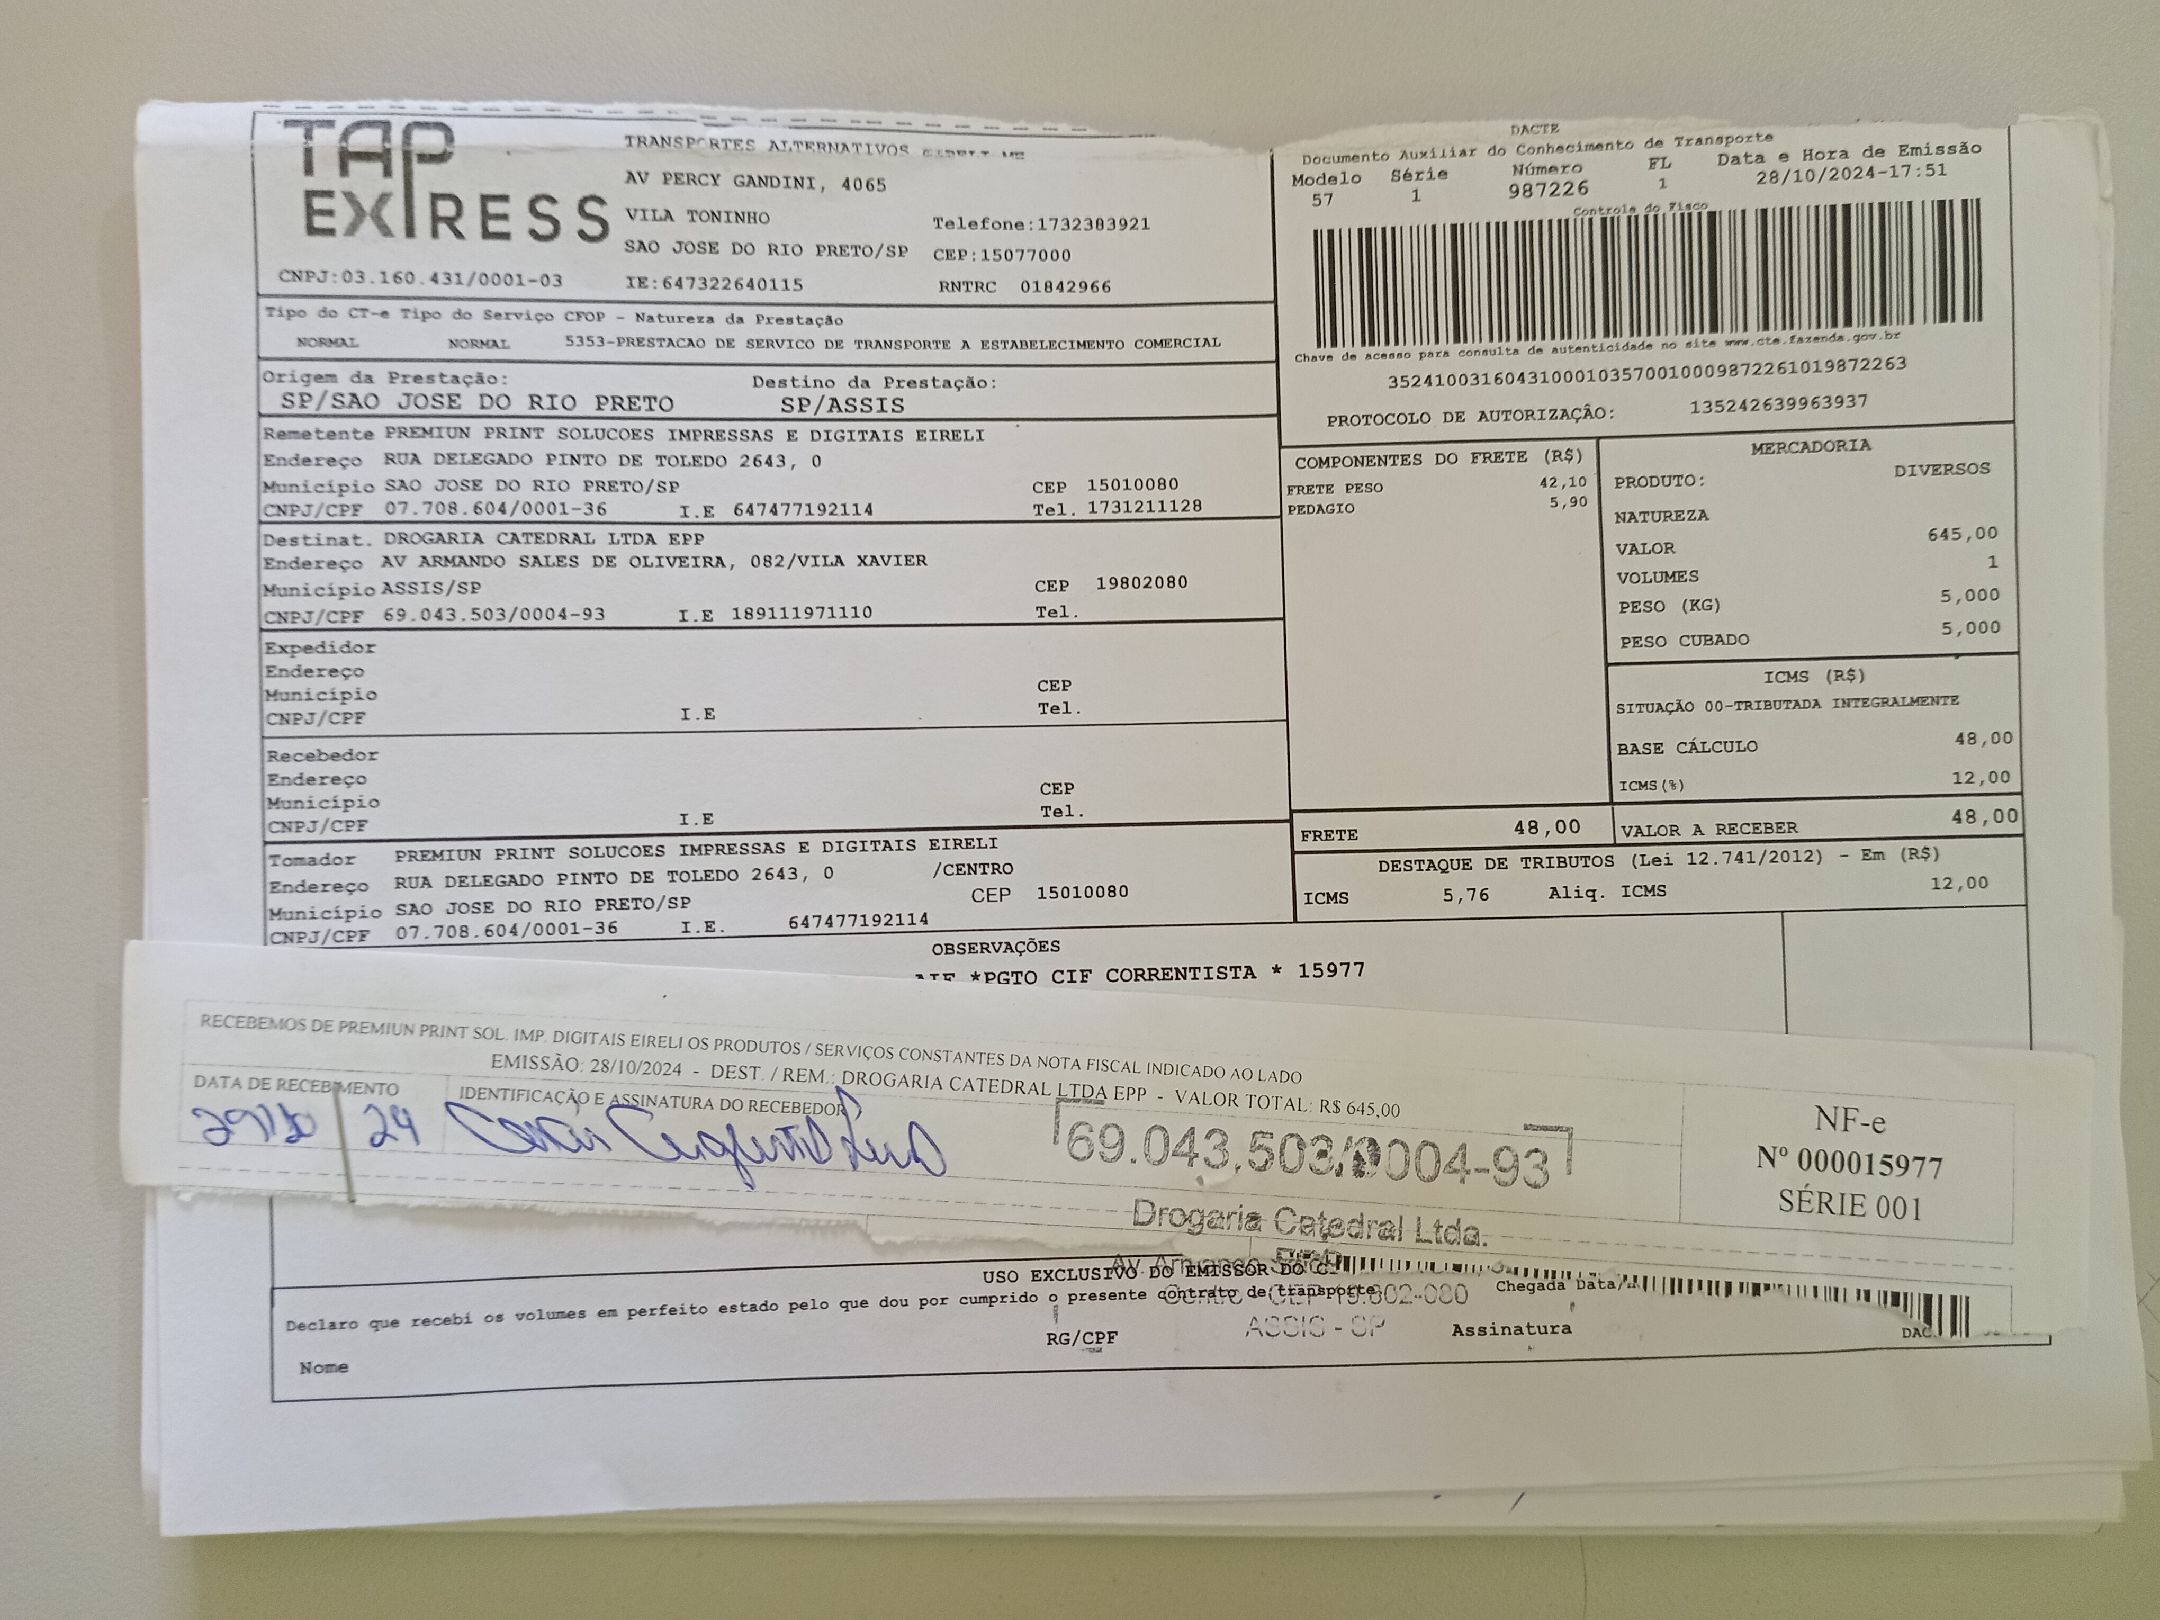 TAP EXPRESS
TRANSPORTES ALTERNATIVOS
AV PERCY GANDINI, 4065
VILA TONINHO
Telefone:1732383921
SAO JOSE DO RIO PRETO/SP CEP:15077000
CNPJ:03.160.431/0001-03 IE:647322640115 RNTRC 01842966
DACTE
Documento Auxiliar do Conhecimento de Transporte
Modelo Série Número FL Data e Hora de Emissão
57 1 987226 1 28/10/2024-17:51
Controle do Fisco
Chave de acesso para consulta de autenticidade no site www.cte.fazenda.gov.br
35241003160431000103570010009872261019872263
PROTOCOLO DE AUTORIZAÇÃO: 135242639963937
Tipo do CT-e Tipo do Serviço CFOP - Natureza da Prestação
NORMAL NORMAL 5353-PRESTACAO DE SERVICO DE TRANSPORTE A ESTABELECIMENTO COMERCIAL
Origem da Prestação: Destino da Prestação:
SP/SAO JOSE DO RIO PRETO SP/ASSIS
Remetente PREMIUN PRINT SOLUCOES IMPRESSAS E DIGITAIS EIRELI
Endereço RUA DELEGADO PINTO DE TOLEDO 2643, 0
Município SAO JOSE DO RIO PRETO/SP CEP 15010080
CNPJ/CPF 07.708.604/0001-36 I.E 647477192114 Tel. 1731211128
Destinat. DROGARIA CATEDRAL LTDA EPP
Endereço AV ARMANDO SALES DE OLIVEIRA, 082/VILA XAVIER
Município ASSIS/SP CEP 19802080
CNPJ/CPF 69.043.503/0004-93 I.E 189111971110 Tel.
Expedidor
Endereço
Município CEP
CNPJ/CPF I.E Tel.
Recebedor
Endereço
Município CEP
CNPJ/CPF I.E Tel.
Tomador PREMIUN PRINT SOLUCOES IMPRESSAS E DIGITAIS EIRELI
Endereço RUA DELEGADO PINTO DE TOLEDO 2643, 0 /CENTRO
Município SAO JOSE DO RIO PRETO/SP CEP 15010080
CNPJ/CPF 07.708.604/0001-36 I.E. 647477192114
COMPONENTES DO FRETE (R$)
FRETE PESO 42,10
PEDAGIO 5,90
MERCADORIA
PRODUTO: DIVERSOS
NATUREZA
VALOR 645,00
VOLUMES 1
PESO (KG) 5,000
PESO CUBADO 5,000
ICMS (R$)
SITUAÇÃO 00-TRIBUTADA INTEGRALMENTE
BASE CÁLCULO 48,00
ICMS(%) 12,00
FRETE 48,00 VALOR A RECEBER 48,00
DESTAQUE DE TRIBUTOS (Lei 12.741/2012) - Em (R$)
ICMS 5,76 Aliq. ICMS 12,00
OBSERVAÇÕES
*PGTO CIF CORRENTISTA * 15977
RECEBEMOS DE PREMIUN PRINT SOL. IMP. DIGITAIS EIRELI OS PRODUTOS / SERVIÇOS CONSTANTES DA NOTA FISCAL INDICADO AO LADO
EMISSÃO: 28/10/2024 - DEST. / REM.: DROGARIA CATEDRAL LTDA EPP - VALOR TOTAL: R$ 645,00
DATA DE RECEBIMENTO IDENTIFICAÇÃO E ASSINATURA DO RECEBEDOR
69.043.503/0004-93
Drogaria Catedral Ltda.
EPP
CEP 19.802-080
ASSIS - SP
NF-e
Nº 000015977
SÉRIE 001
USO EXCLUSIVO DO EMISSOR DO
Declaro que recebi os volumes em perfeito estado pelo que dou por cumprido o presente contrato de transporte
Chegada Data/
Nome RG/CPF Assinatura